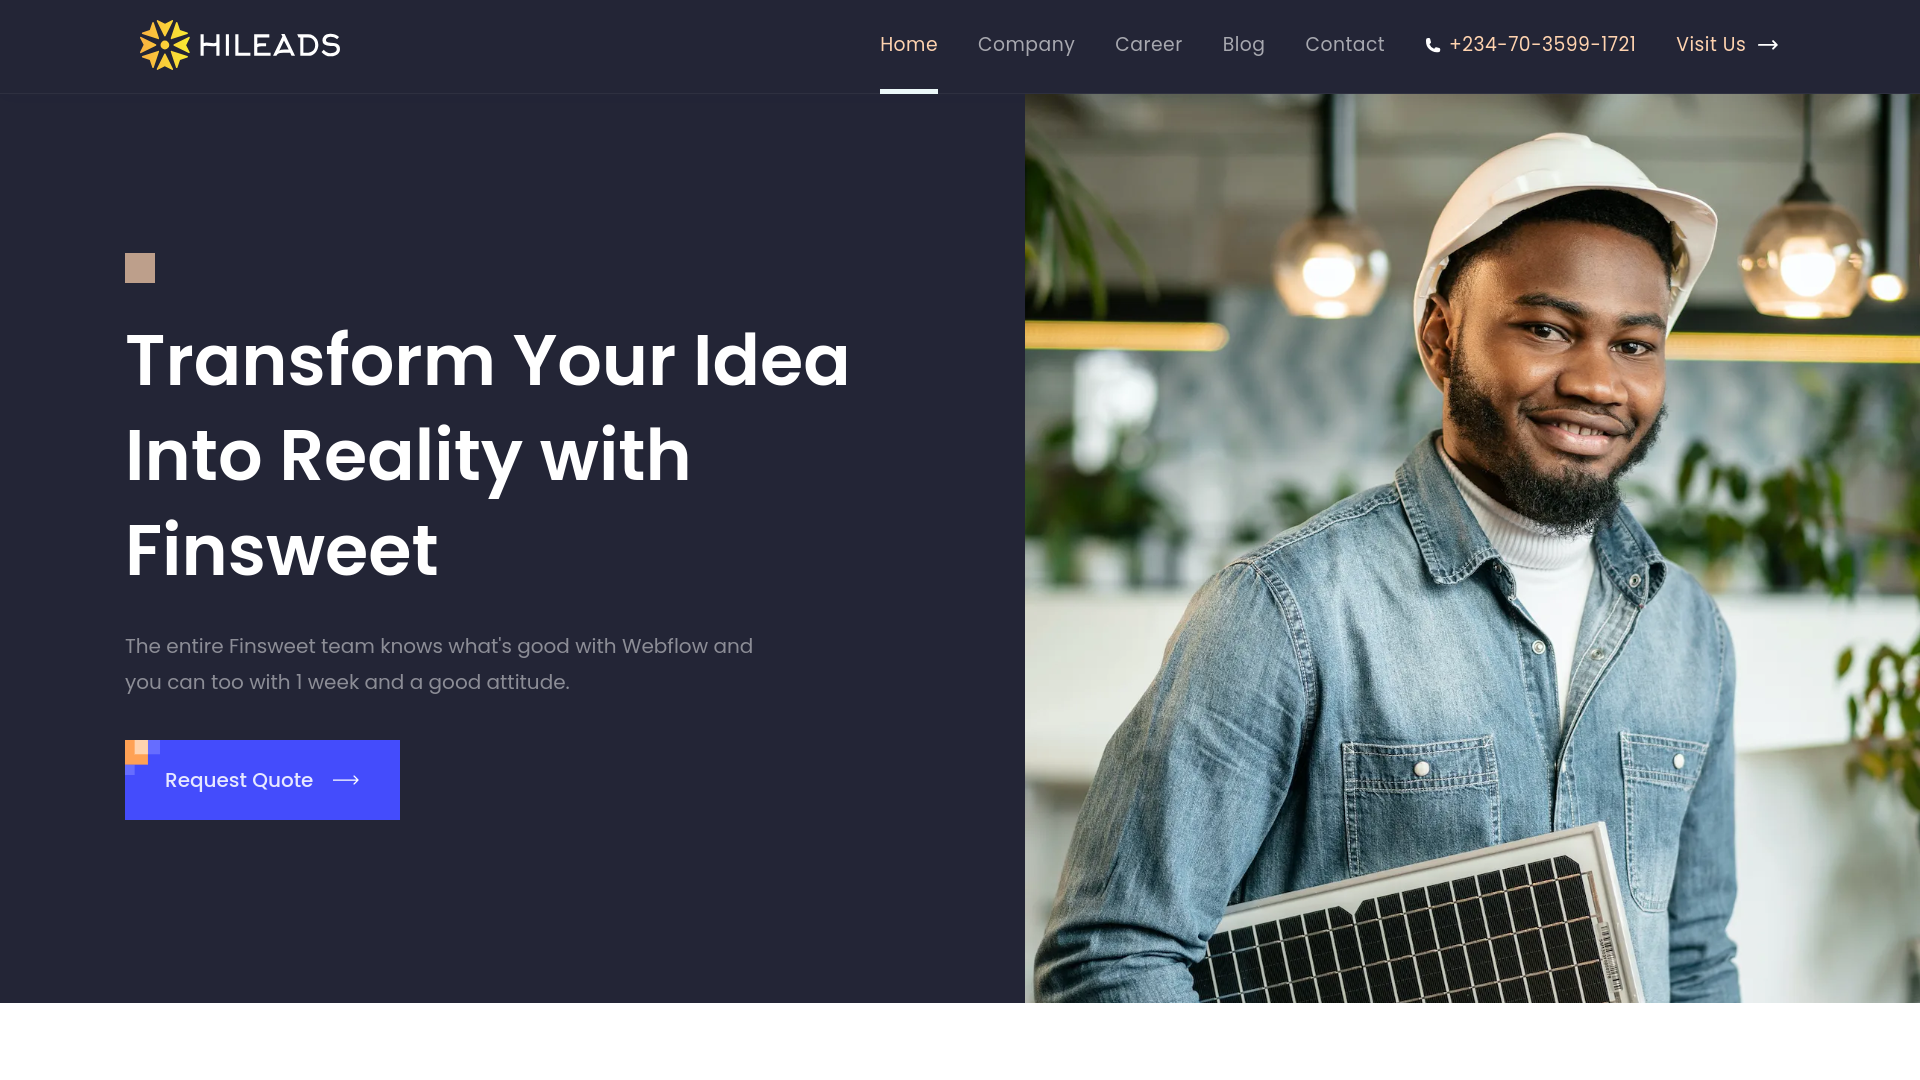 HILEADS
Home Company Career Blog Contact +234-70-3599-1721 Visit Us
Transform Your Idea
Into Reality with
Finsweet
The entire Finsweet team knows what's good with Webflow and
you can too with 1 week and a good attitude.
Request Quote